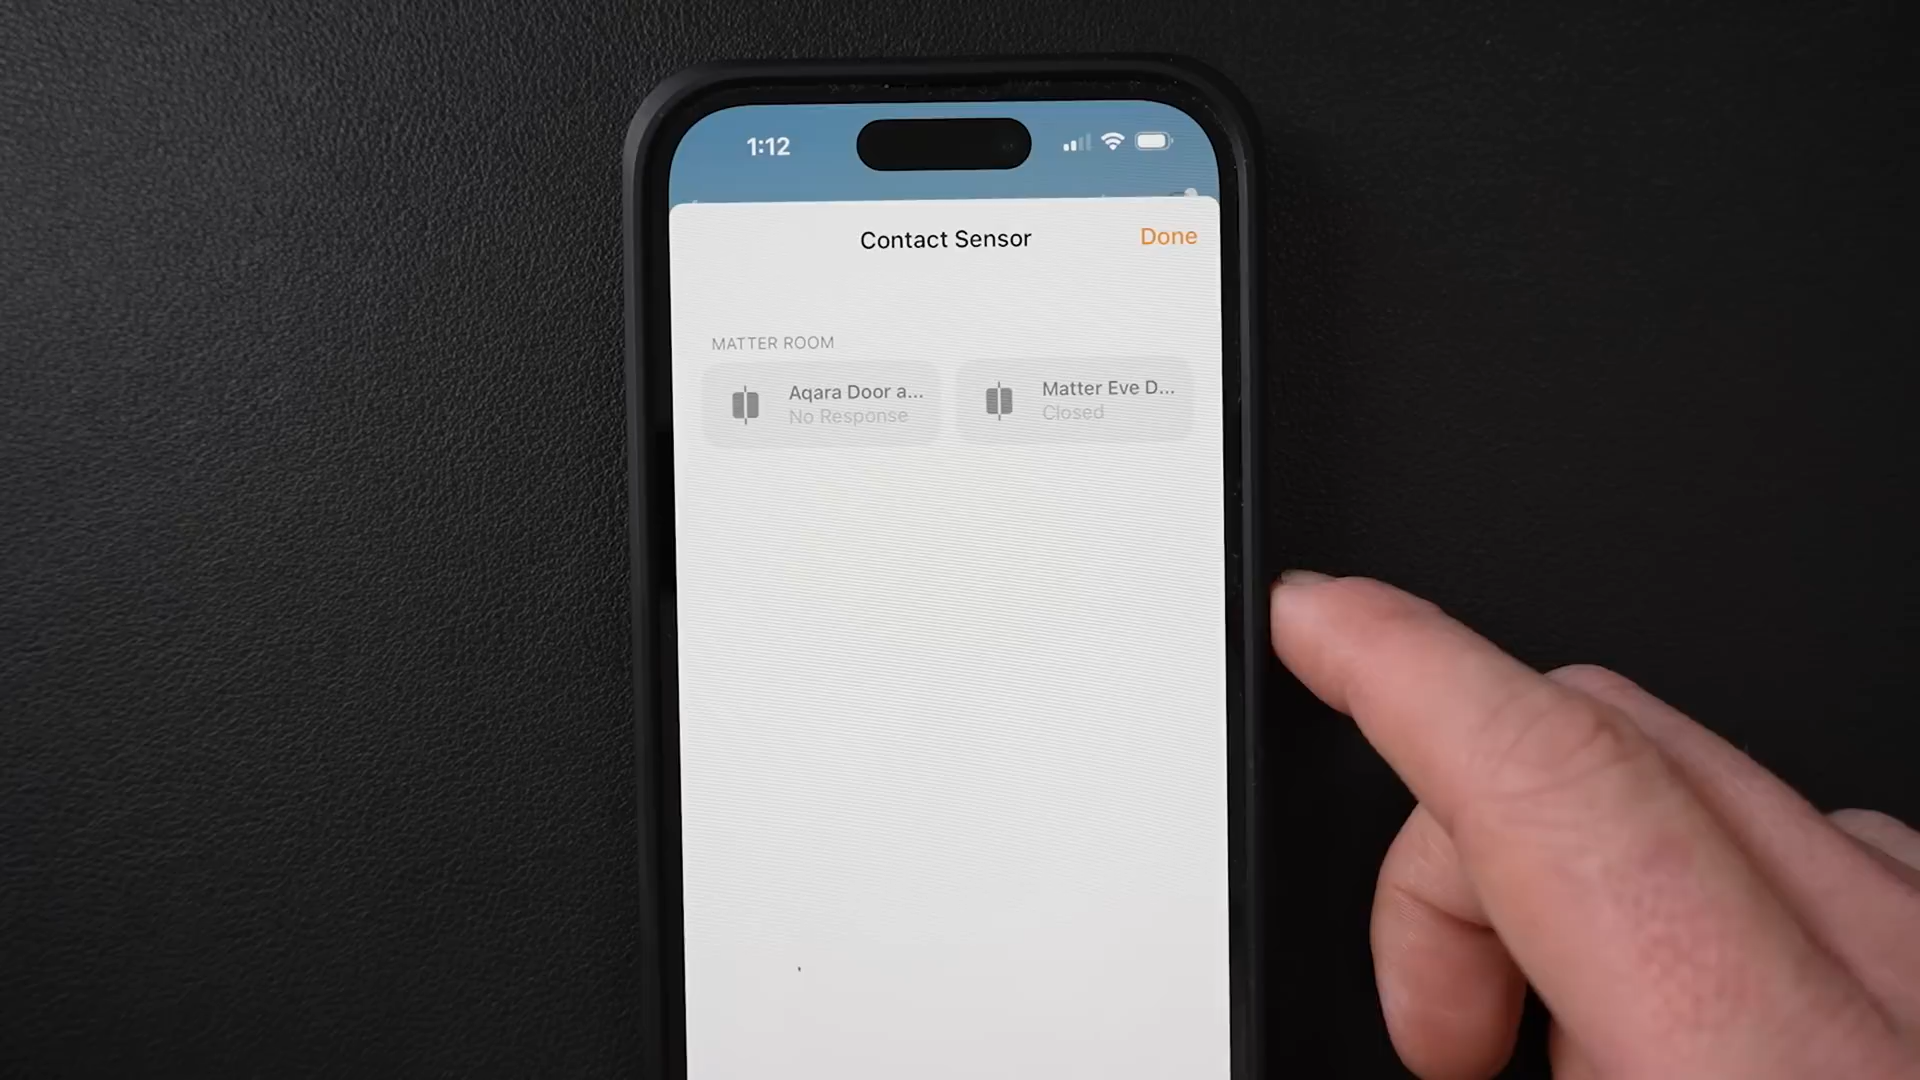 1:12
Contact Sensor
Done
MATTER ROOM
Aqara Door a...
No Response
Matter Eve D...
Closed